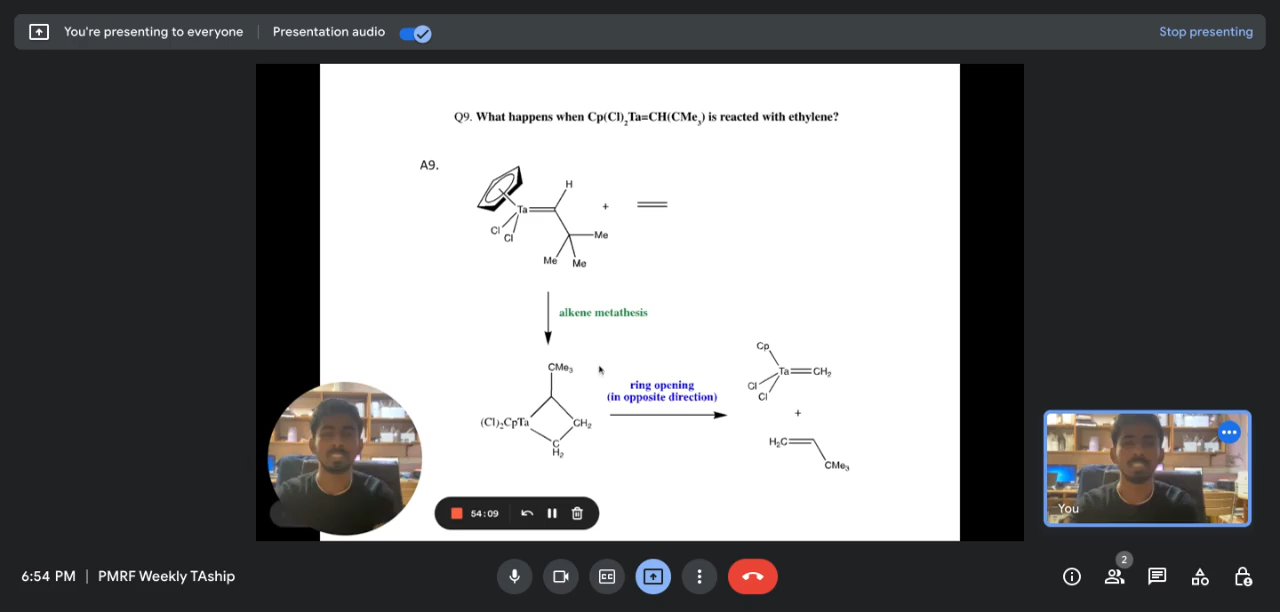 You're presenting to everyone
Presentation audio
Stop presenting
Q9. What happens when Cp(Cl)2Ta=CH(CMe3) is reacted with ethylene?
A9.
H
Ta
+
Cl
Cl
Me
Me
Me
alkene metathesis
CMe3
(Cl)2CpTa
CH2
C
H2
ring opening
(in opposite direction)
Cp
Ta
CH2
Cl
Cl
+
H2C
CMe3
You
54:09
6:54 PM | PMRF Weekly TAship
CC
2